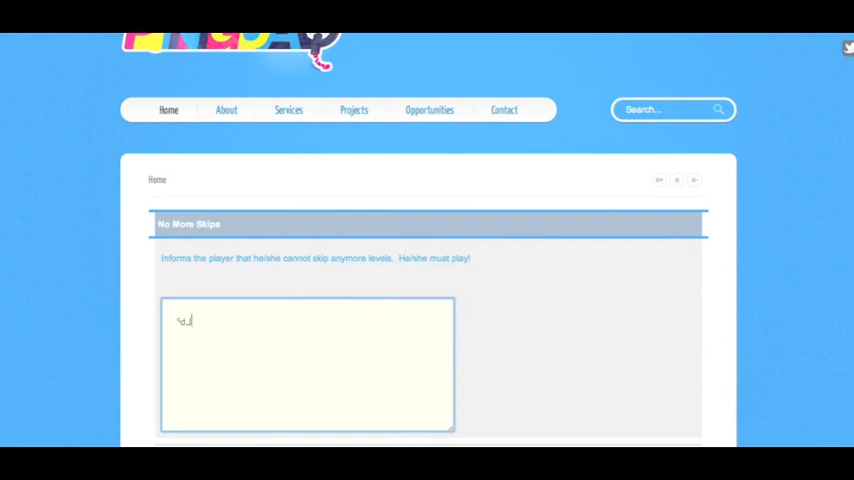 PINGUAQ
Home About Services Projects Opportunities Contact
Search...
Home
A+ A A-
No More Skips
Informs the player that he/she cannot skip anymore levels. He/she must play!